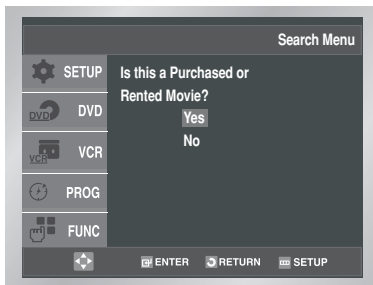 Search Menu
SETUP
DVD DVD
VCR VCR
PROG
FUNC
Is this a Purchased or
Rented Movie?
Yes
No
ENTER RETURN SETUP